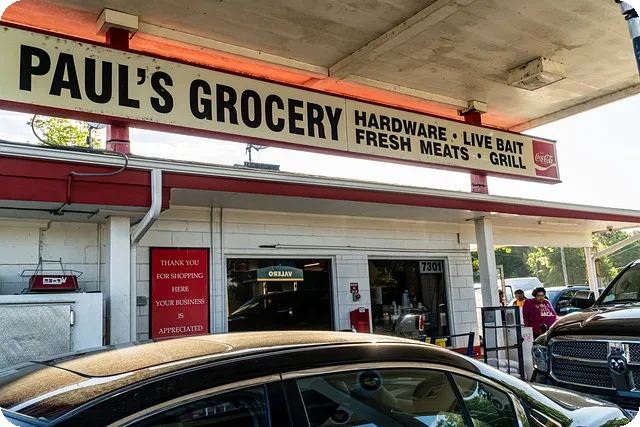 PAUL'S GROCERY
HARDWARE • LIVE BAIT
FRESH MEATS • GRILL
Coca-Cola
THANK YOU
FOR SHOPPING
HERE
YOUR BUSINESS
IS
APPRECIATED
VALERO
7301